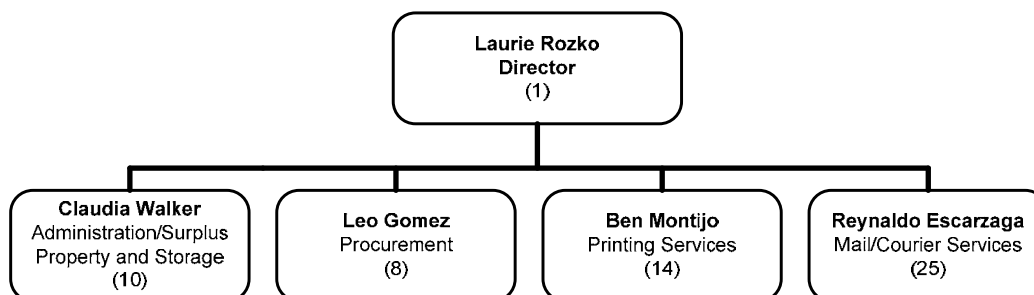 Laurie Rozko
Director
(1)
Claudia Walker
Administration/Surplus
Property and Storage
(10)
Leo Gomez
Procurement
(8)
Ben Montijo
Printing Services
(14)
Reynaldo Escarzaga
Mail/Courier Services
(25)